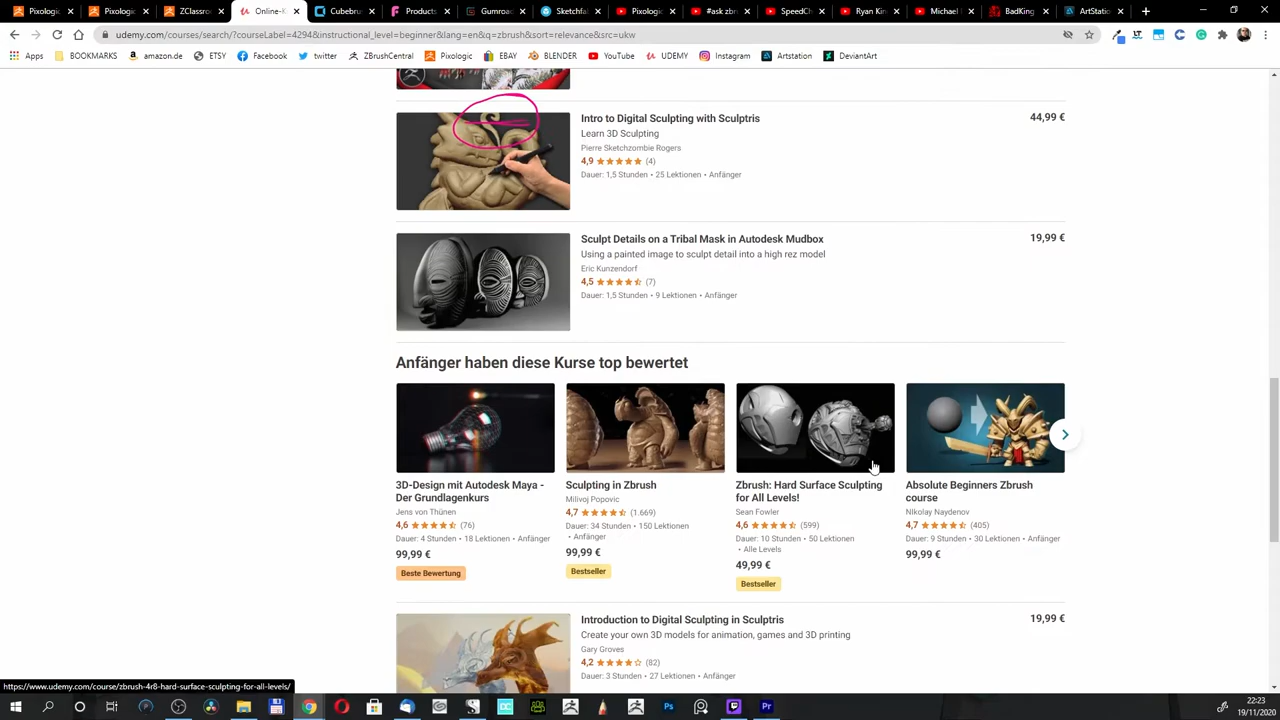 Pixologic
Pixologic
ZClassroo
Online-K
Cubebru
Products
Gumroad
Sketchfa
Pixologi
#ask zbr
SpeedCh
Ryan Kin
Michael
BadKing
ArtStatio
udemy.com/courses/search/?courseLabel=4294&instructional_level=beginner&lang=en&q=zbrush&sort=relevance&src=ukw
Apps BOOKMARKS amazon.de ETSY Facebook ZBrushCentral Pixologic EBAY BLENDER YouTube UDEMY Instagram Artstation DeviantArt
Intro to Digital Sculpting with Sculptris 44,99 €
Learn 3D Sculpting
Pierre Sketchzombie Rogers
4,9 (4)
Dauer: 1,5 Stunden • 25 Lektionen • Anfänger
Sculpt Details on a Tribal Mask in Autodesk Mudbox 19,99 €
Using a painted image to sculpt detail into a high rez model
Eric Kunzendorf
4,5 (7)
Dauer: 1,5 Stunden • 9 Lektionen • Anfänger
Anfänger haben diese Kurse top bewertet
3D-Design mit Autodesk Maya -
Der Grundlagenkurs
Jens von Thünen
4,6 (76)
Dauer: 4 Stunden • 18 Lektionen • Anfänger
99,99 €
Beste Bewertung
Sculpting in Zbrush
Milivoj Popovic
4,7 (1.669)
Dauer: 34 Stunden • 150 Lektionen
• Anfänger
99,99 €
Bestseller
Zbrush: Hard Surface Sculpting
for All Levels!
Sean Fowler
4,6 (599)
Dauer: 10 Stunden • 50 Lektionen
• Alle Levels
49,99 €
Bestseller
Absolute Beginners Zbrush
course
NIkolay Naydenov
4,7 (405)
Dauer: 9 Stunden • 30 Lektionen • Anfänger
99,99 €
Introduction to Digital Sculpting in Sculptris 19,99 €
Create your own 3D models for animation, games and 3D printing
Gary Groves
4,2 (82)
Dauer: 3 Stunden • 27 Lektionen • Anfänger
https://www.udemy.com/course/zbrush-4r8-hard-surface-sculpting-for-all-levels/
22:23
19/11/2020